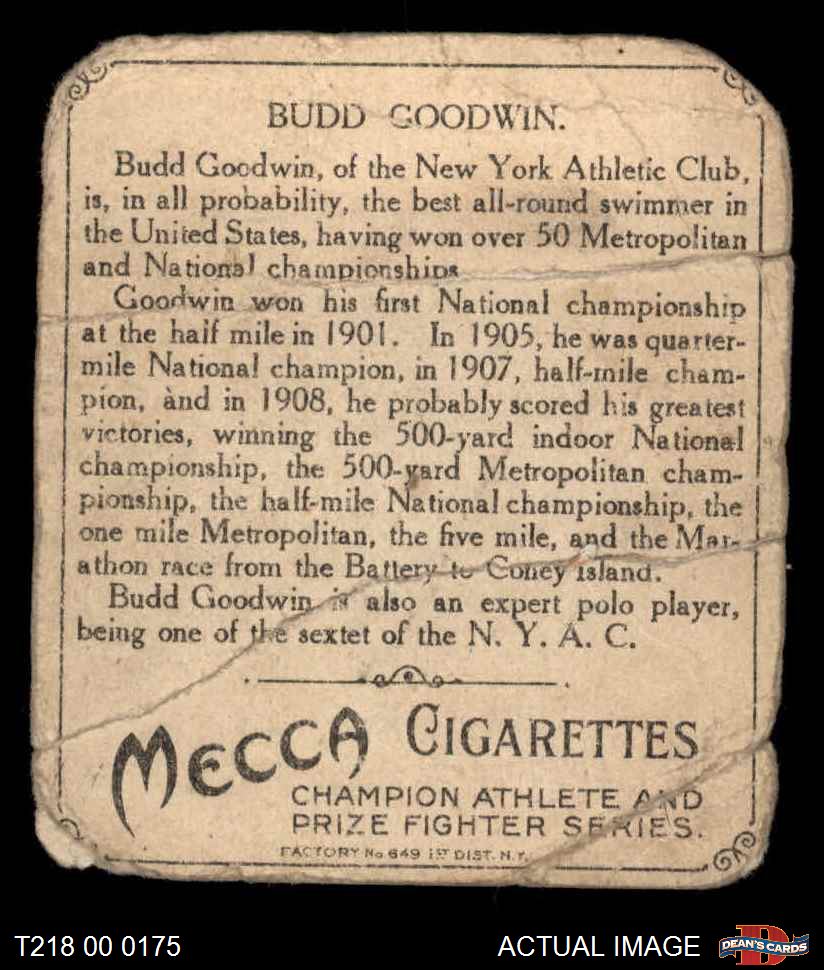 BUDD GOODWIN.
Budd Goodwin, of the New York Athletic Club,
is, in all probability, the best all-round swimmer in
the United States, having won over 50 Metropolitan
and National championships
Goodwin won his first National championship
at the half mile in 1901. In 1905, he was quarter-
mile National champion, in 1907, half-mile cham-
pion, and in 1908, he probably scored his greatest
victories, winning the 500-yard indoor National
championship, the 500-yard Metropolitan cham-
pionship, the half-mile National championship, the
one mile Metropolitan, the five mile, and the Mar-
athon race from the Battery to Coney island.
Budd Goodwin is also an expert polo player,
being one of the sextet of the N. Y. A. C.
MECCA CIGARETTES
CHAMPION ATHLETE AND
PRIZE FIGHTER SERIES.
FACTORY No. 649 1ST DIST. N.Y.
T218 00 0175
ACTUAL IMAGE
DEAN'S CARDS